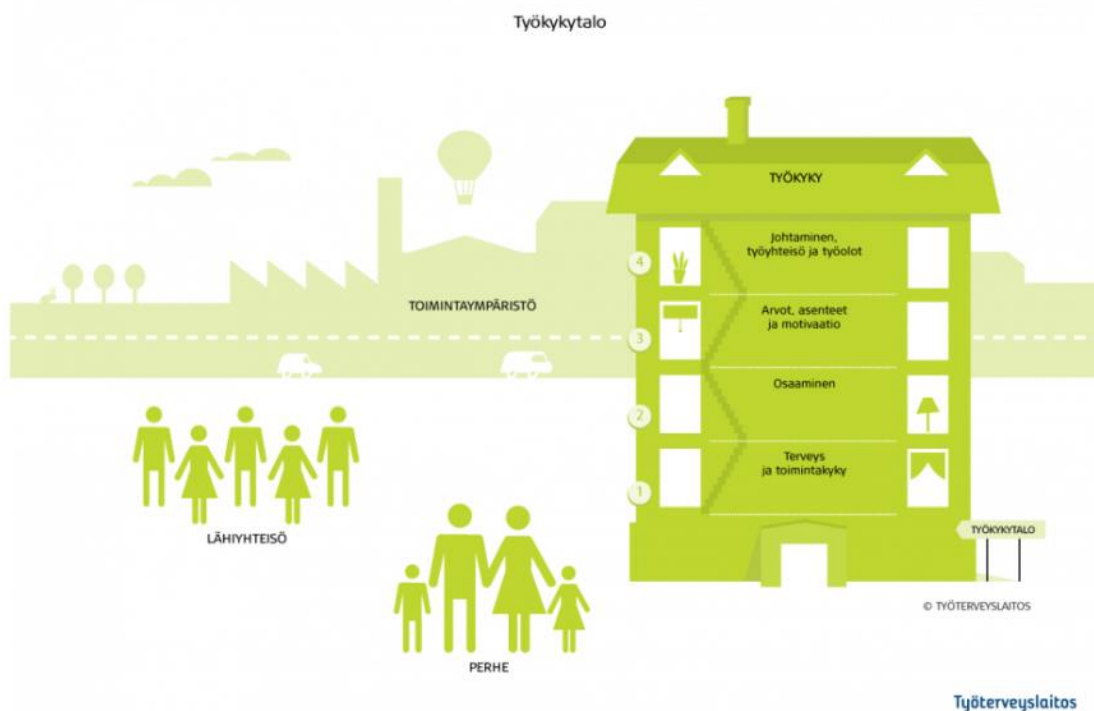 Työkykytalo
TYÖKYKY
Johtaminen,
työyhteisö ja työolot
4
Arvot, asenteet
ja motivaatio
3
Osaaminen
2
Terveys
ja toimintakyky
1
TOIMINTAYMPÄRISTÖ
LÄHIYHTEISÖ
PERHE
TYÖKYKYTALO
© TYÖTERVEYSLAITOS
Työterveyslaitos